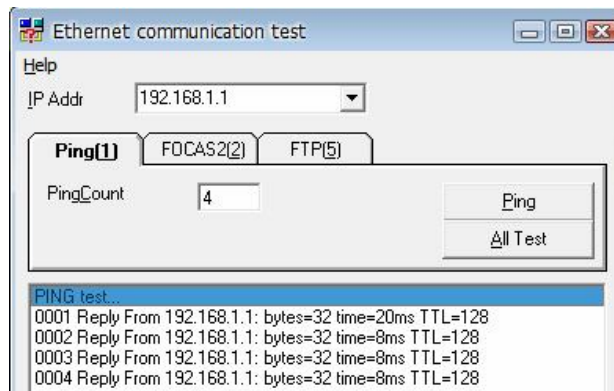 Ethernet communication test
Help
IP Addr 192.168.1.1
Ping(1) FOCAS2(2) FTP(5)
PingCount 4
Ping
All Test
PING test...
0001 Reply From 192.168.1.1: bytes=32 time=20ms TTL=128
0002 Reply From 192.168.1.1: bytes=32 time=8ms TTL=128
0003 Reply From 192.168.1.1: bytes=32 time=8ms TTL=128
0004 Reply From 192.168.1.1: bytes=32 time=8ms TTL=128